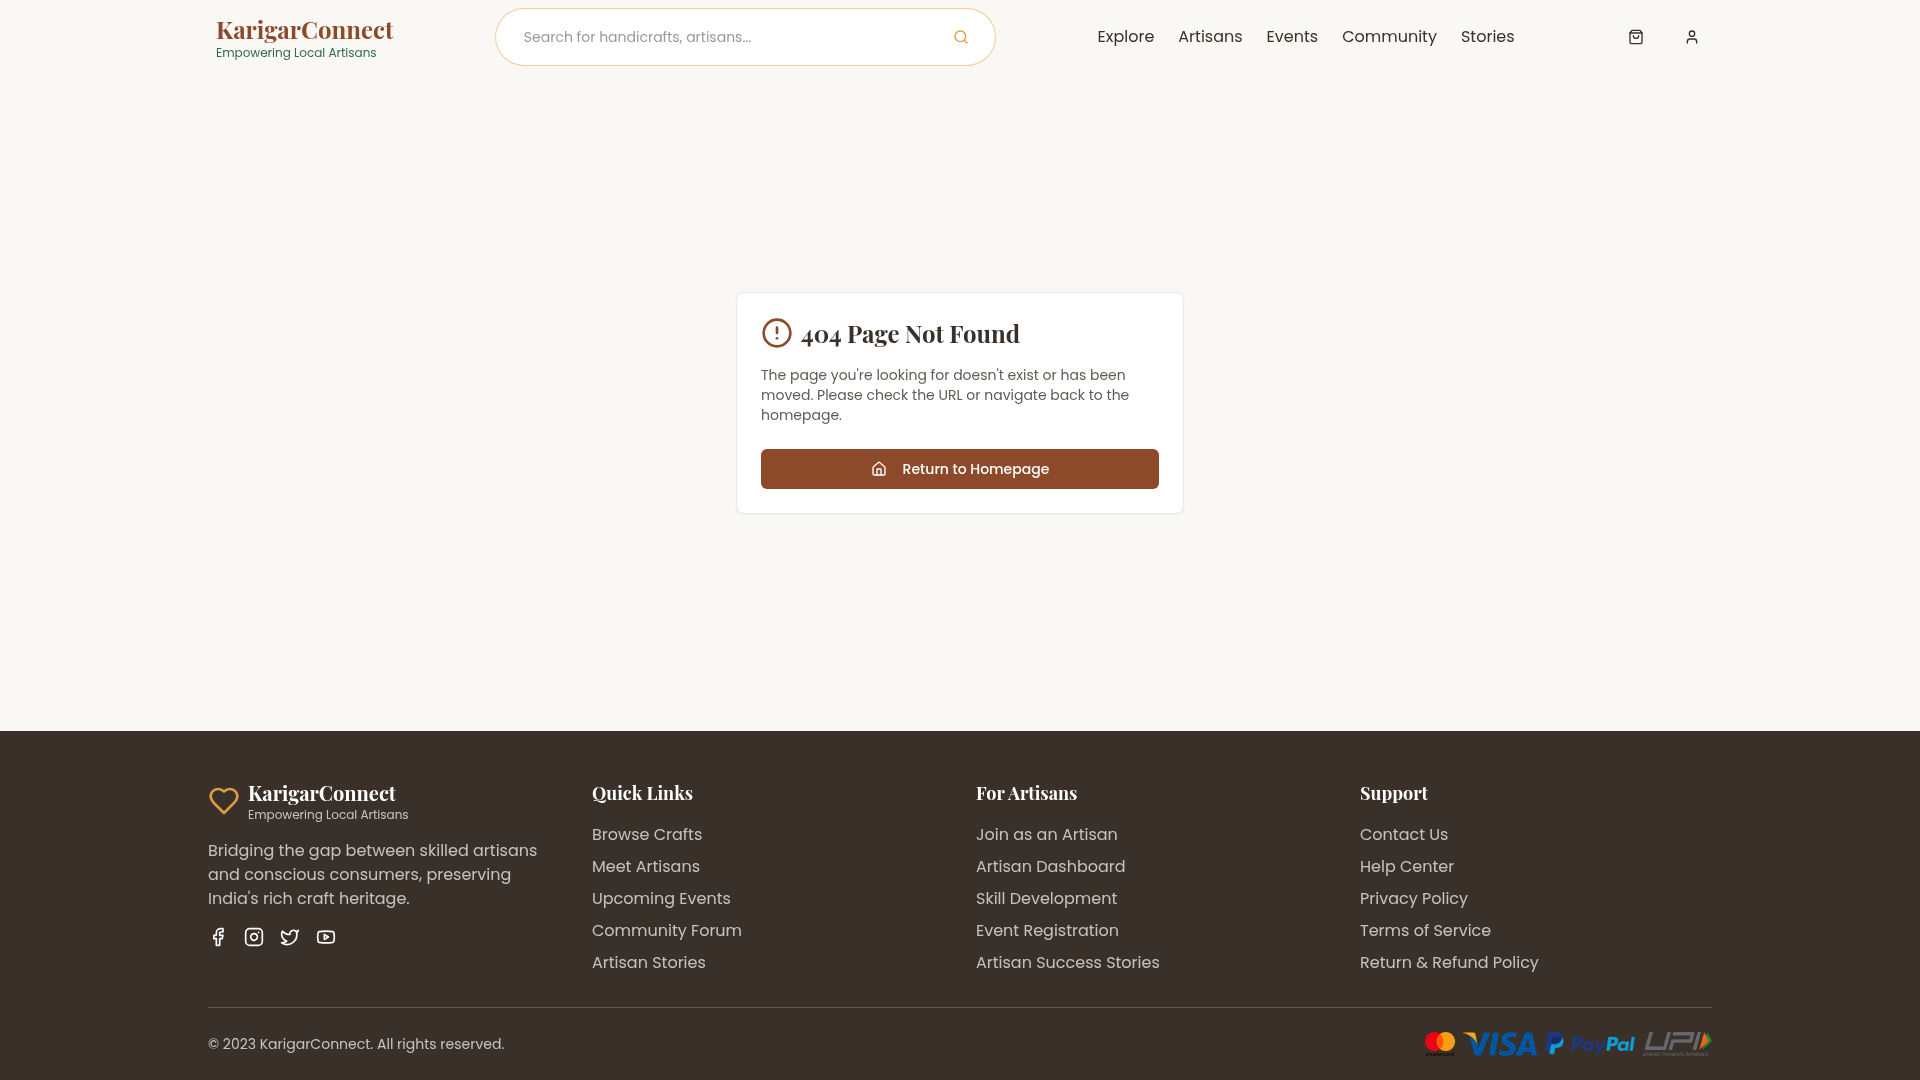 KarigarConnect
Empowering Local Artisans
Search for handicrafts, artisans...
Explore
Artisans
Events
Community
Stories
404 Page Not Found
The page you're looking for doesn't exist or has been
moved. Please check the URL or navigate back to the
homepage.
Return to Homepage
KarigarConnect
Empowering Local Artisans
Bridging the gap between skilled artisans
and conscious consumers, preserving
India's rich craft heritage.
Quick Links
Browse Crafts
Meet Artisans
Upcoming Events
Community Forum
Artisan Stories
For Artisans
Join as an Artisan
Artisan Dashboard
Skill Development
Event Registration
Artisan Success Stories
Support
Contact Us
Help Center
Privacy Policy
Terms of Service
Return & Refund Policy
© 2023 KarigarConnect. All rights reserved.
mastercard
VISA
PayPal
UPI
UNIFIED PAYMENTS INTERFACE